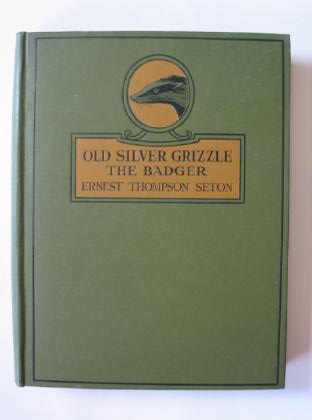 OLD SILVER GRIZZLE
THE BADGER
ERNEST THOMPSON SETON